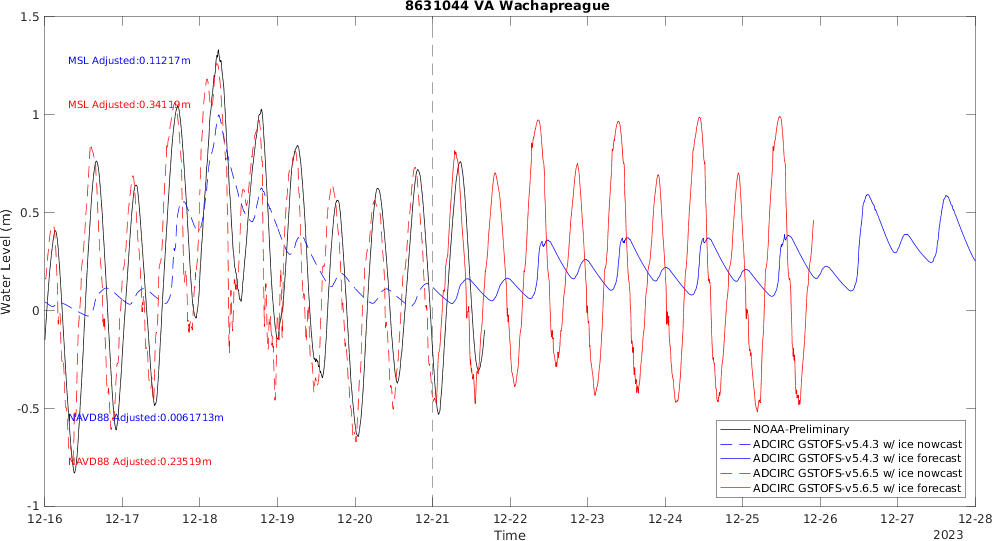 8631044 VA Wachapreague
1.5
1
0.5
0
-0.5
-1
Water Level (m)
MSL Adjusted:0.11217m
MSL Adjusted:0.34119m
NAVD88 Adjusted:0.0061713m
NAVD88 Adjusted:0.23519m
NOAA-Preliminary
ADCIRC GSTOFS-v5.4.3 w/ ice nowcast
ADCIRC GSTOFS-v5.4.3 w/ ice forecast
ADCIRC GSTOFS-v5.6.5 w/ ice nowcast
ADCIRC GSTOFS-v5.6.5 w/ ice forecast
12-16 12-17 12-18 12-19 12-20 12-21 12-22 12-23 12-24 12-25 12-26 12-27 12-28
Time
2023